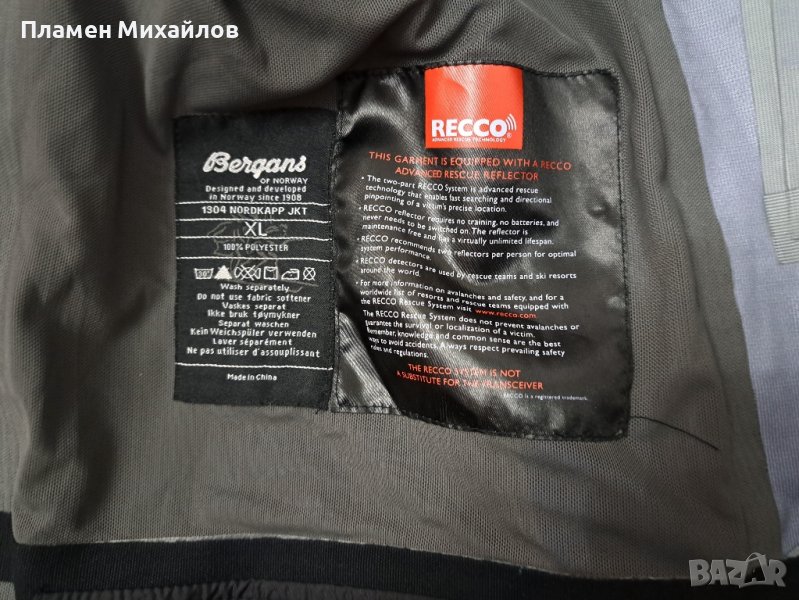 Пламен Михайлов
Bergans
OF NORWAY
Designed and developed
in Norway since 1908
1904 NORDKAPP JKT
XL
100% POLYESTER
Wash separately
Do not use fabric softener
Vaskes separat
Ikke bruk tøymykner
Separat waschen
Kein Weichspüler verwenden
Laver séparément
Ne pas utiliser d'assouplissant
Made in China
RECCO
ADVANCED RESCUE TECHNOLOGY
THIS GARMENT IS EQUIPPED WITH A RECCO
ADVANCED RESCUE REFLECTOR
• The two-part RECCO System is advanced rescue
technology that enables fast searching and directional
pinpointing of a victim's precise location.
• RECCO reflector requires no training, no batteries, and
never needs to be switched on. The reflector is
maintenance free and has a virtually unlimited lifespan.
• RECCO recommends two reflectors per person for optimal
system performance.
• RECCO detectors are used by rescue teams and ski resorts
around the world.
• For more information on avalanches and safety, and for a
worldwide list of resorts and rescue teams equipped with
the RECCO Rescue System visit www.recco.com
The RECCO Rescue System does not prevent avalanches or
guarantee the survival or localization of a victim.
Remember, knowledge and common sense are the best
ways to avoid accidents. Always respect prevailing safety
rules and regulations.
THE RECCO SYSTEM IS NOT
A SUBSTITUTE FOR THE TRANSCEIVER
RECCO is a registered trademark.
BAZAR